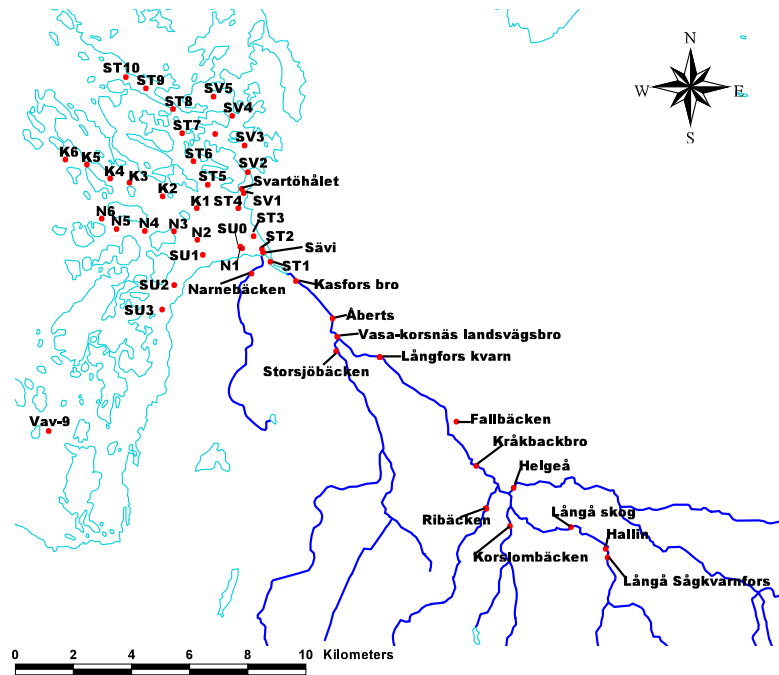 N
W E
S
ST10
ST9
SV5
ST8
SV4
ST7
SV3
K6
K5
ST6
SV2
K4
K3
ST5
Svartöhålet
K2
K1
ST4
SV1
N6
N5
N4
N3
N2
SU0
ST3
ST2
Sävi
SU1
N1
ST1
SU2
Narnebäcken
Kasfors bro
SU3
Åberts
Vasa-korsnäs landsvägsbro
Långfors kvarn
Storsjöbäcken
Vav-9
Fallbäcken
Kråkbackbro
Helgeå
Ribäcken
Långå skog
Hallin
Korslombäcken
Långå Sågkvarnfors
0 2 4 6 8 10 Kilometers